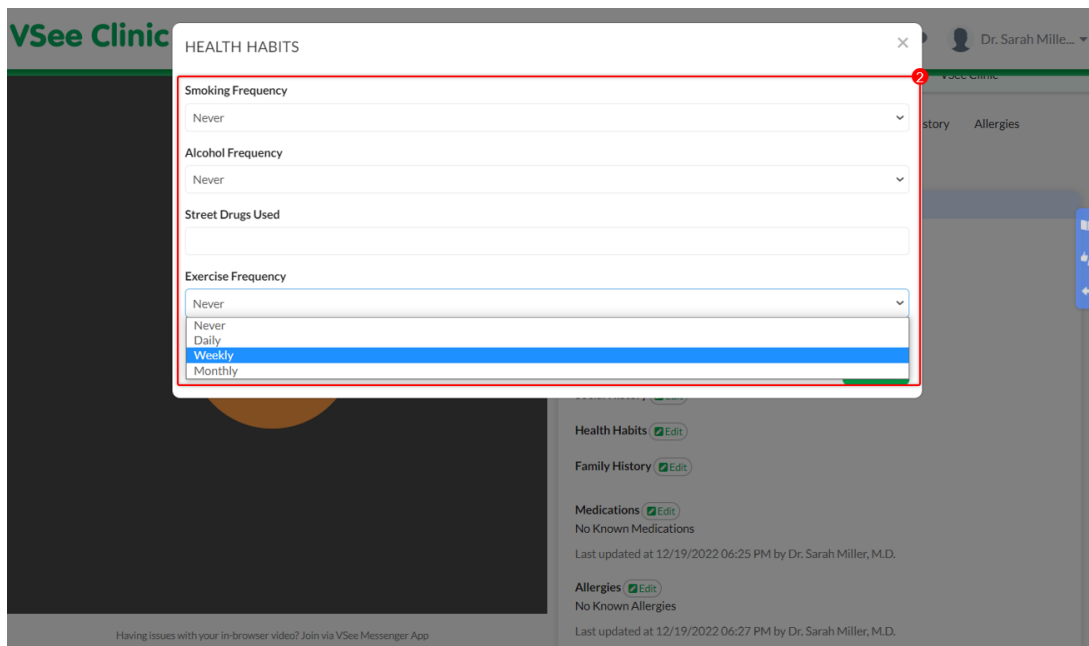 VSee Clinic
HEALTH HABITS
×
Dr. Sarah Mille...
2
VSee Clinic
Smoking Frequency
Never
story Allergies
Alcohol Frequency
Never
Street Drugs Used
Exercise Frequency
Never
Never
Daily
Weekly
Monthly
Health Habits Edit
Family History Edit
Medications Edit
No Known Medications
Last updated at 12/19/2022 06:25 PM by Dr. Sarah Miller, M.D.
Allergies Edit
No Known Allergies
Last updated at 12/19/2022 06:27 PM by Dr. Sarah Miller, M.D.
Having issues with your in-browser video? Join via VSee Messenger App